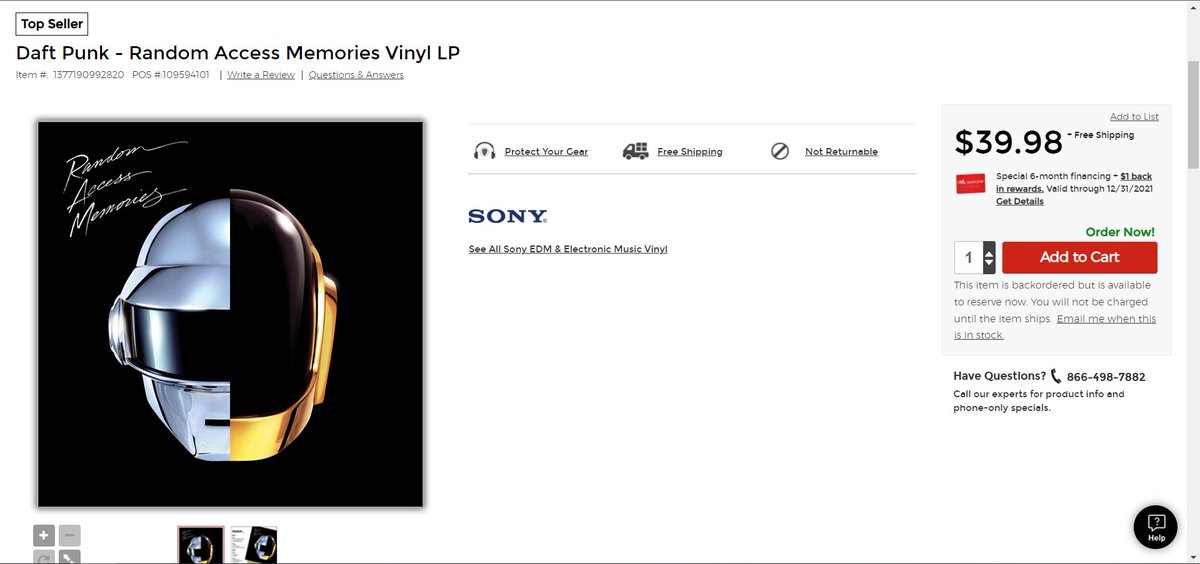 Top Seller
Daft Punk - Random Access Memories Vinyl LP
Item #: 1377190992820 POS #:109594101 | Write a Review | Questions & Answers
Random
Access
Memories
Protect Your Gear
Free Shipping
Not Returnable
SONY
See All Sony EDM & Electronic Music Vinyl
Add to List
$39.98 + Free Shipping
Special 6-month financing + $1 back
in rewards. Valid through 12/31/2021
Get Details
Order Now!
1
Add to Cart
This item is backordered but is available
to reserve now. You will not be charged
until the item ships. Email me when this
is in stock.
Have Questions? 866-498-7882
Call our experts for product info and
phone-only specials.
?
Help